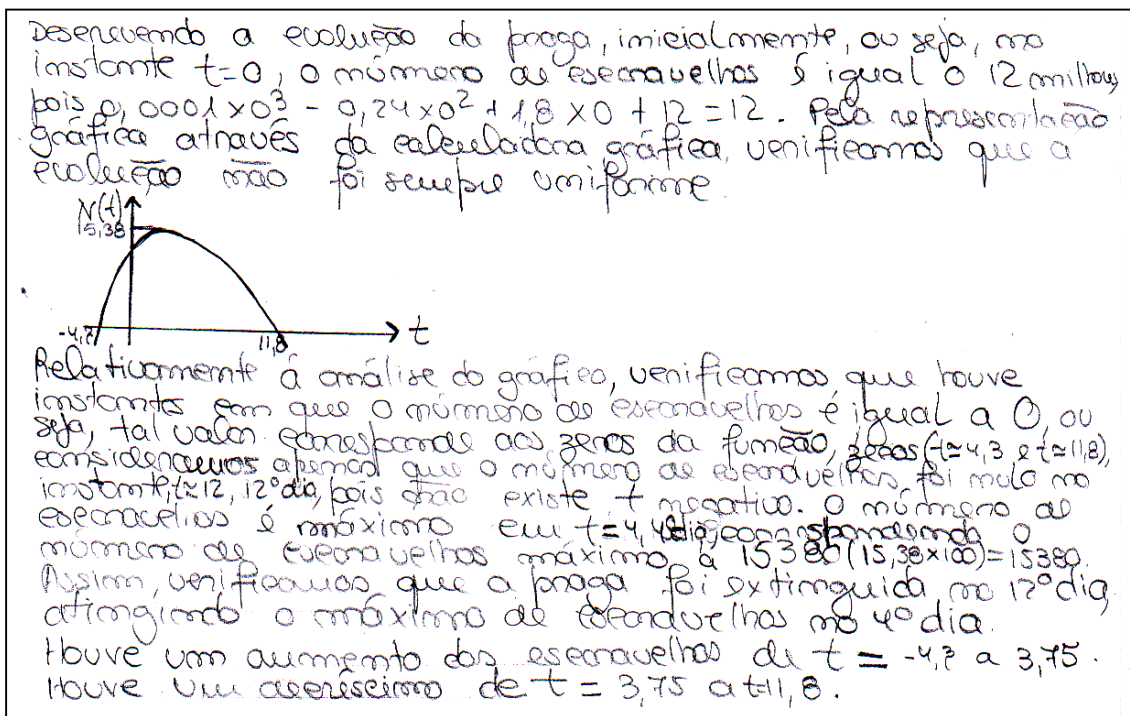 Desenvendo a evolução da praga, inicialmente, ou seja, no
instante t=0, o número de escaravelhos é igual o 12 milhões,
pois 0,0001 x 0³ - 0,24 x 0² + 1,8 x 0 + 12 = 12. Pela representação
gráfica através da calculadora gráfica, verificamos que a
evolução não foi sempre uniforme.
N(t)
15,38
-4,3
11,8
t
Relativamente á análise do gráfico, verificamos que houve
instantes em que o número de escaravelhos é igual a 0, ou
seja, tal valor corresponde aos zeros da função, zeros (t≈4,3 e t≈11,8),
consideramos apenas que o número de escaravelhos foi nulo no
instante, t≈12, 12º dia, pois não existe t negativo. O número de
escaravelhos é máximo em t=4, 4º dia, correspondendo o
número de escaravelhos máximo á 15380 (15,38x100)=15380.
Assim, verificamos que a praga foi extinguida, no 12º dia,
atingindo o máximo de escaravelhos no 4º dia.
Houve um aumento dos escaravelhos de t = -4,3 a 3,75.
Houve um decréscimo de t = 3,75 a t=11,8.